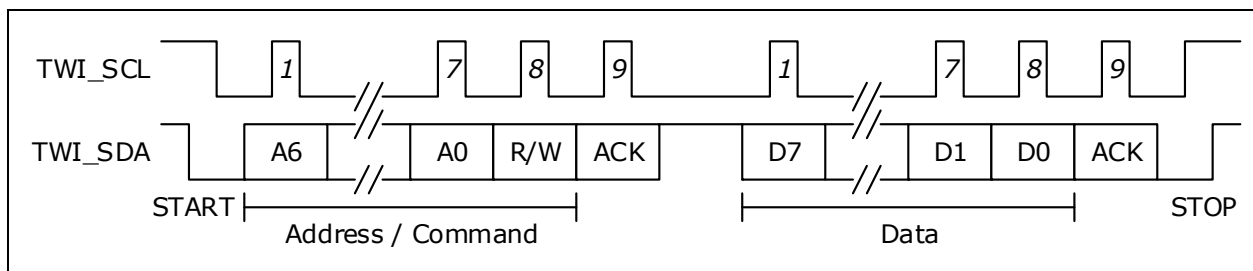 TWI_SCL 1 7 8 9 1 7 8 9
TWI_SDA A6 A0 R/W ACK D7 D1 D0 ACK
START STOP
Address / Command Data